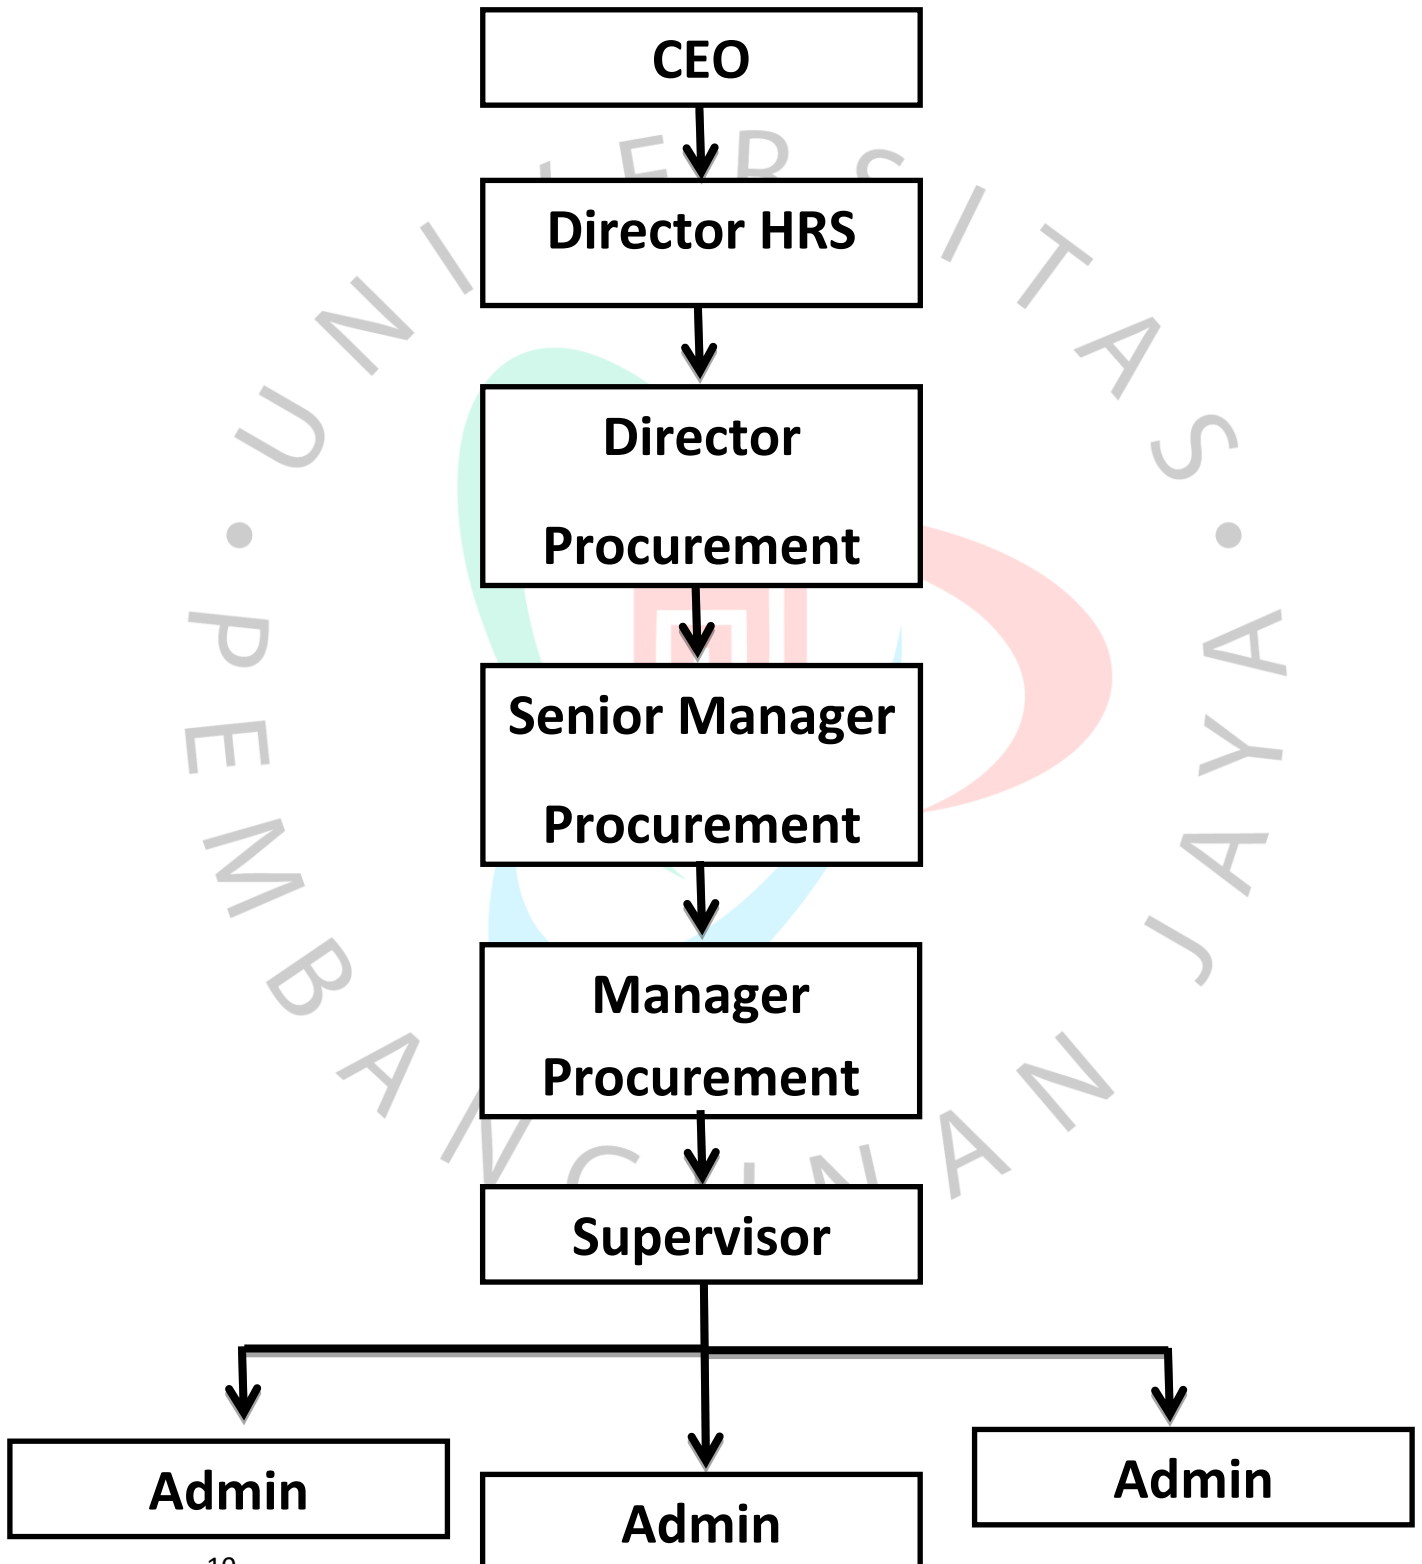 CEO
Director HRS
Director
Procurement
Senior Manager
Procurement
Manager
Procurement
Supervisor
Admin
Admin
Admin
UNIVERSITAS
PEMBANGUNAN JAYA